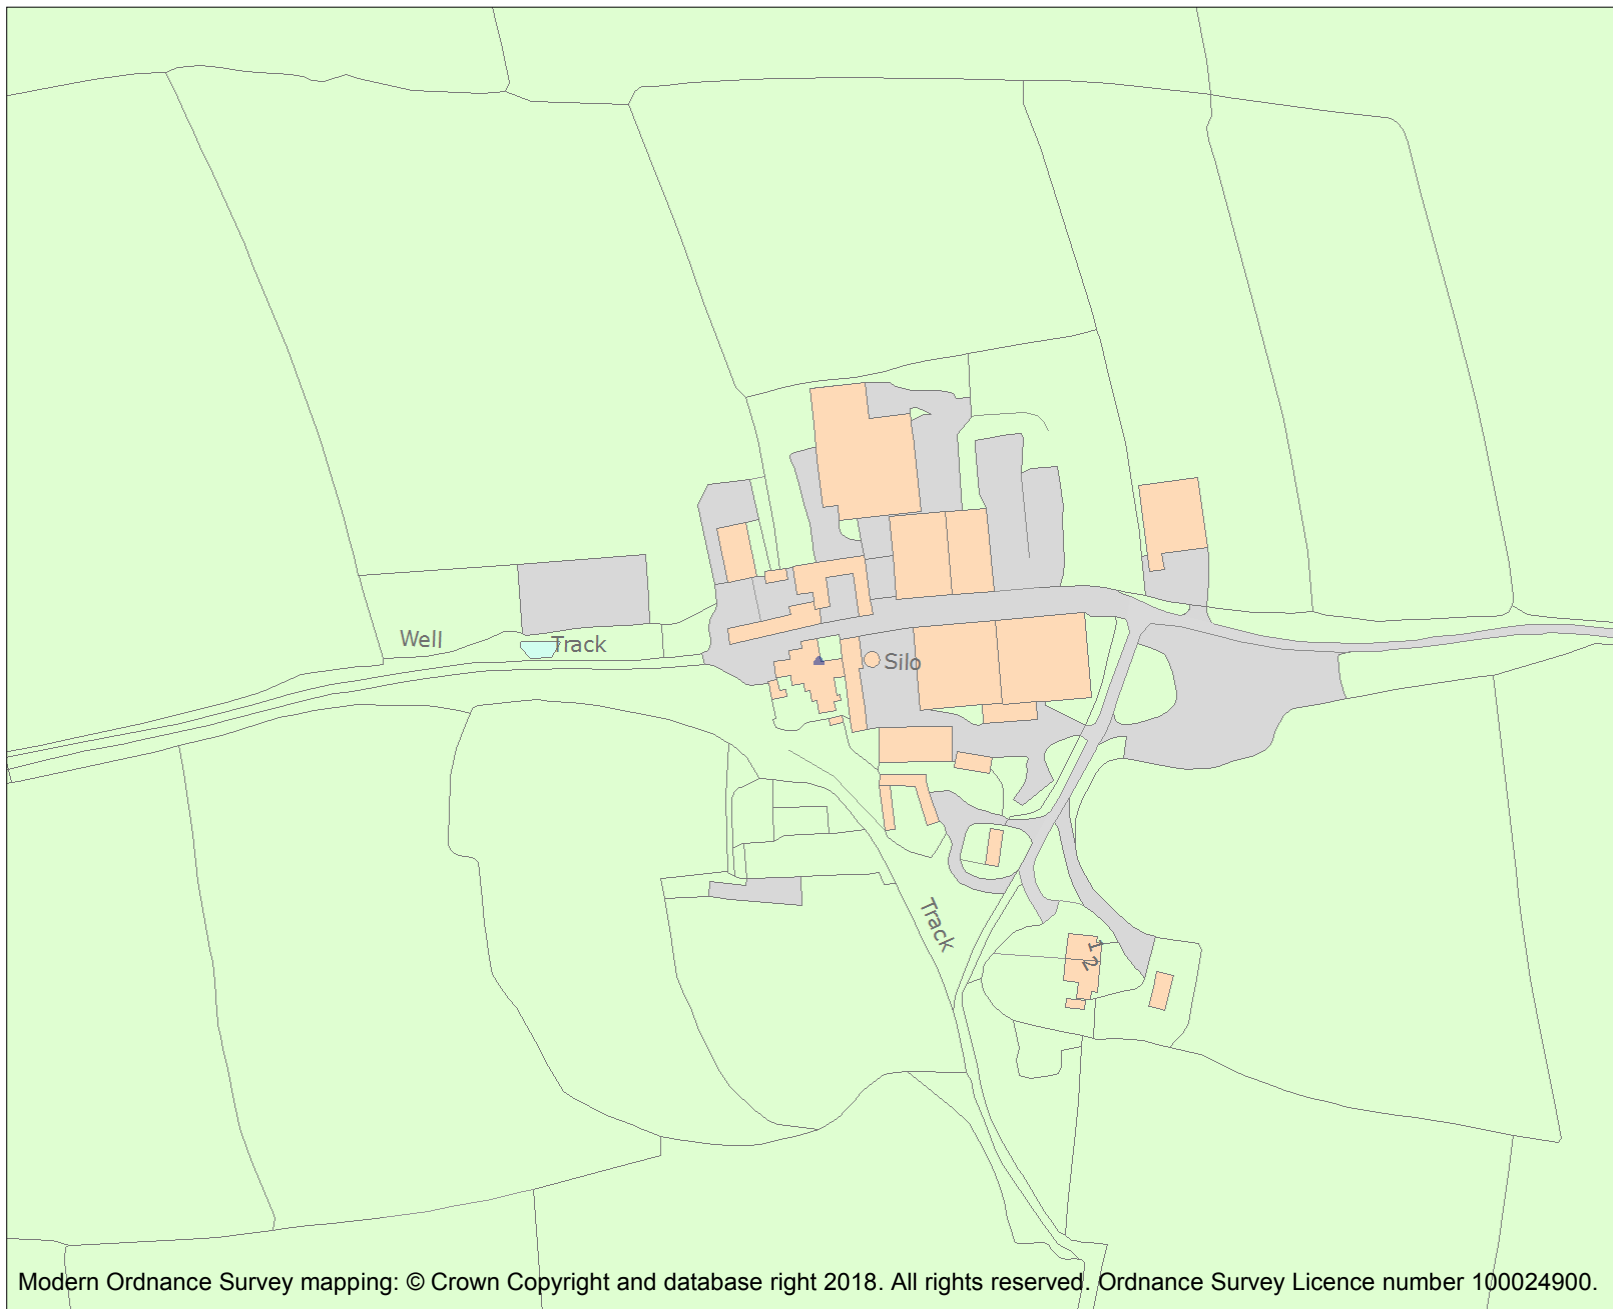 Well
Track
Silo
Track
1
2
Modern Ordnance Survey mapping: © Crown Copyright and database right 2018. All rights reserved. Ordnance Survey Licence number 100024900.